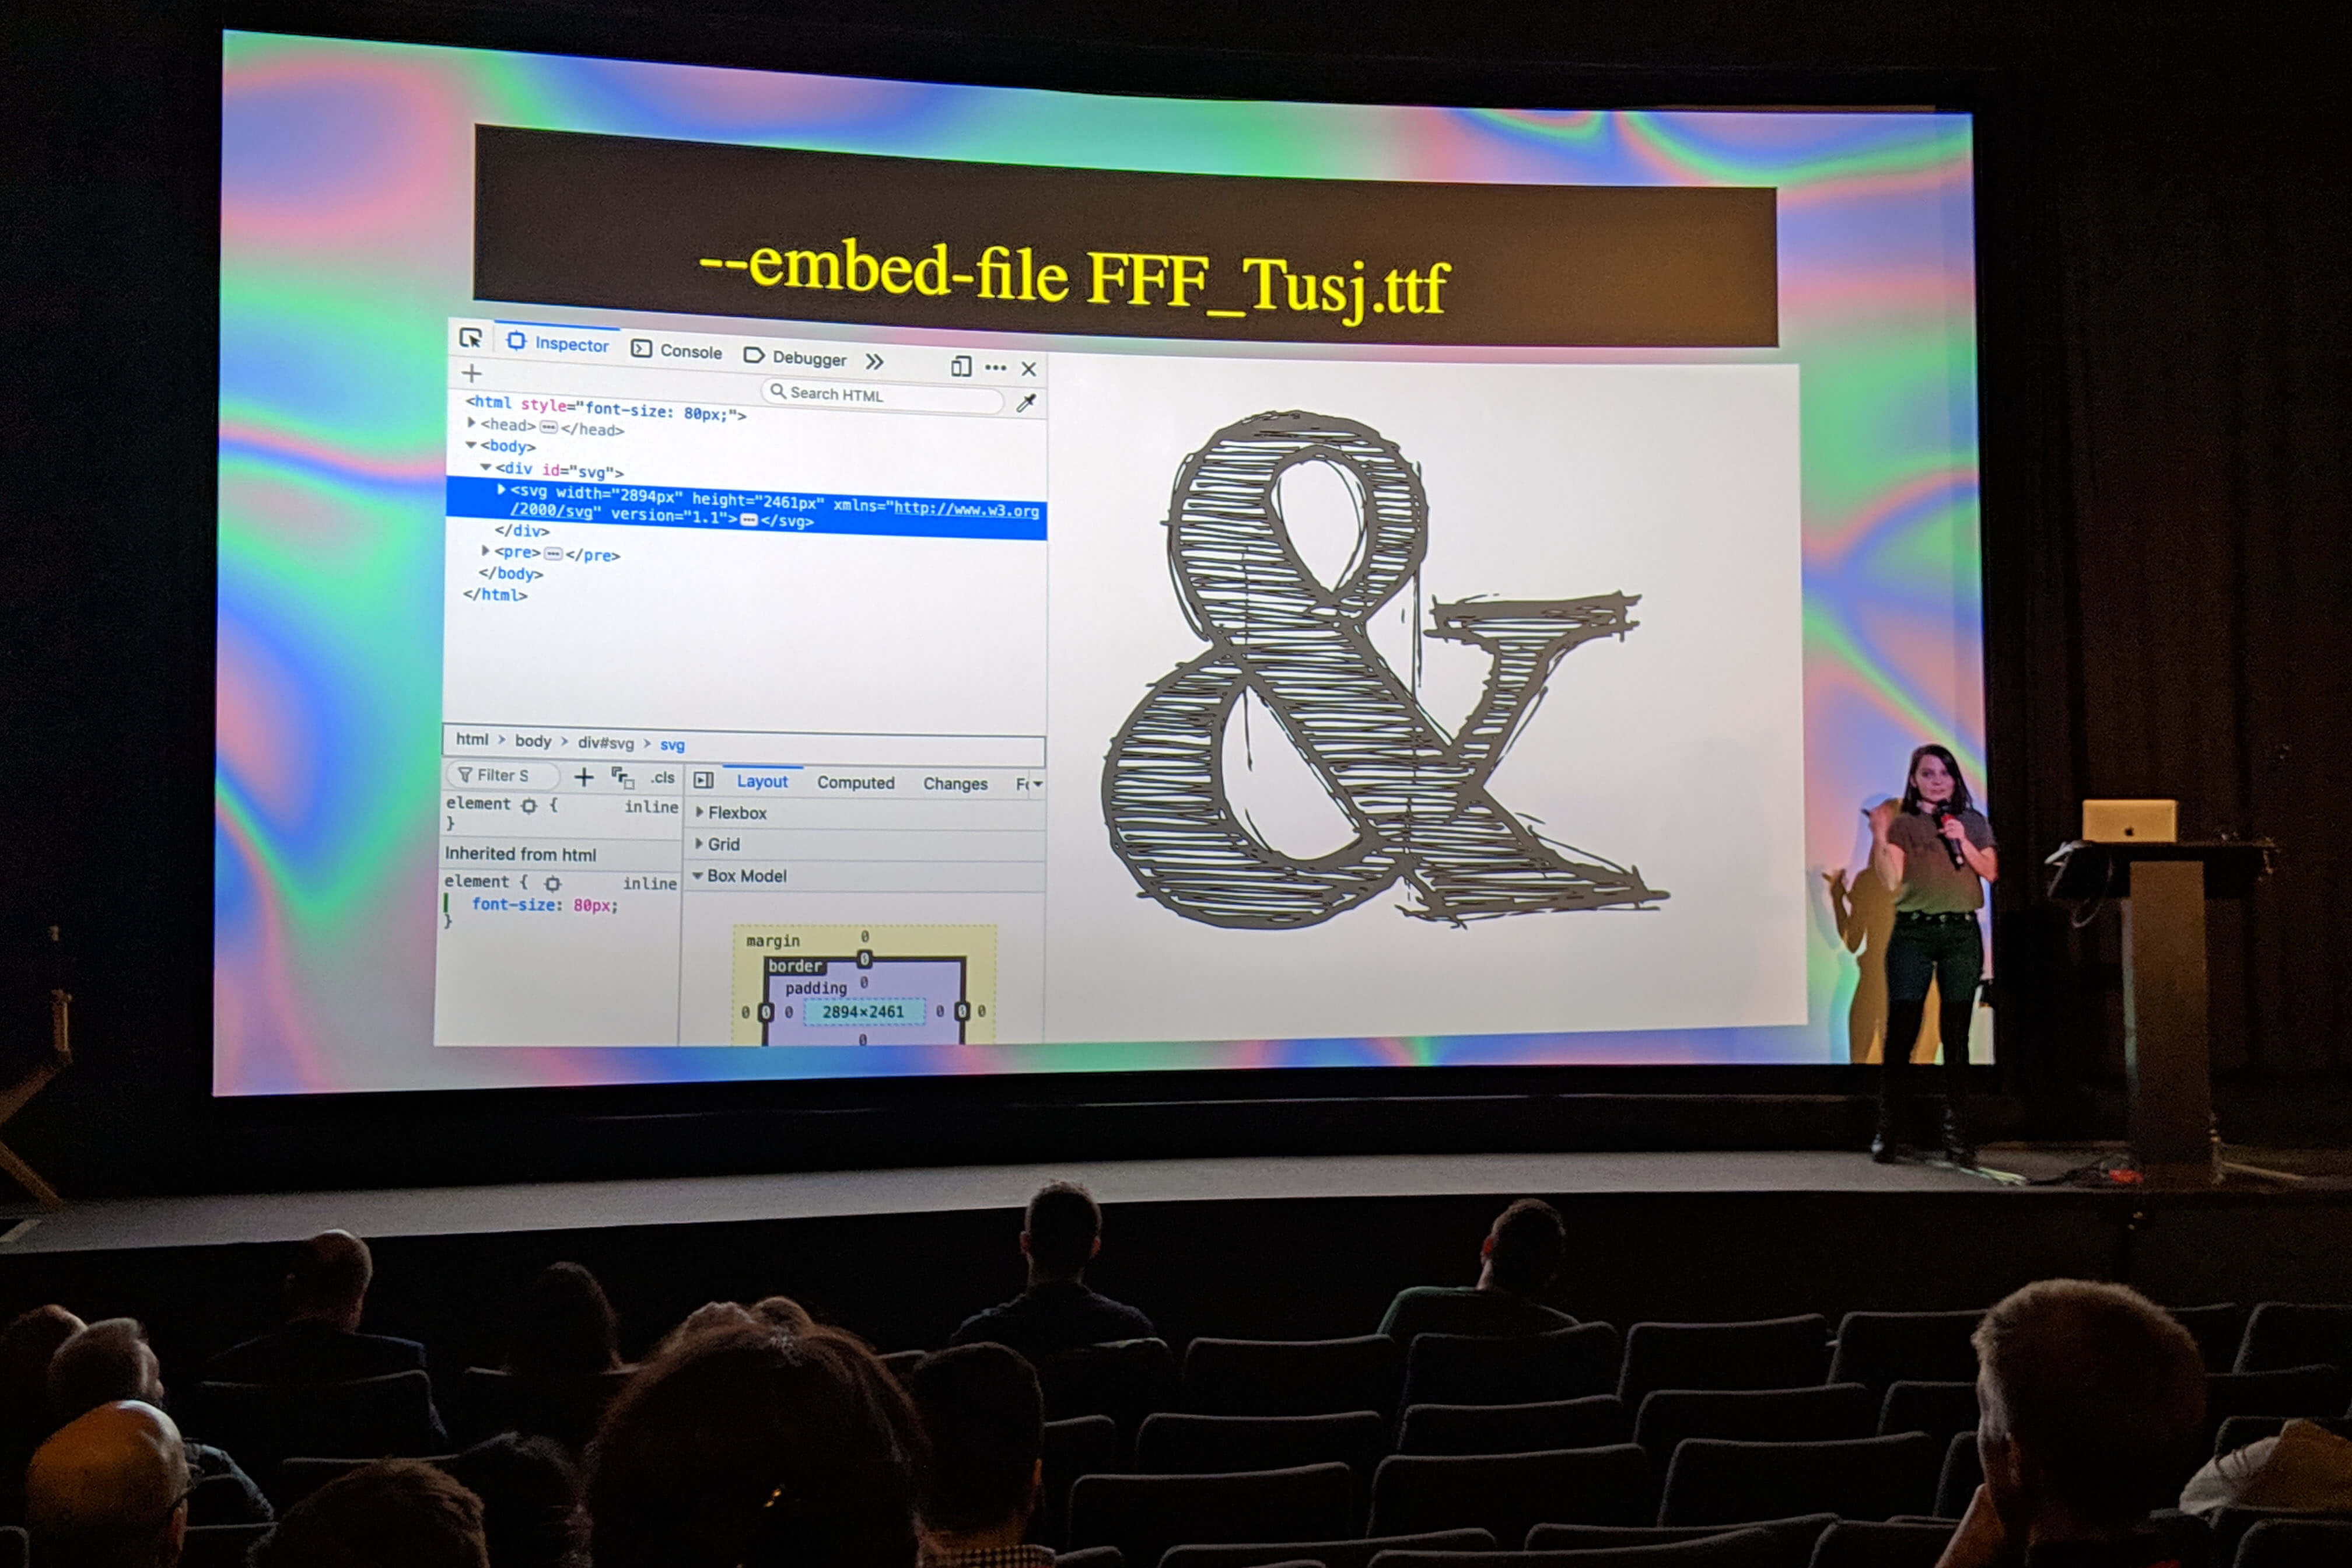 --embed-file FFF_Tusj.ttf
Inspector Console Debugger
Search HTML
<html style="font-size: 80px;">
<head></head>
<body>
<div id="svg">
<svg width="2894px" height="2461px" xmlns="http://www.w3.org
/2000/svg" version="1.1"></svg>
</div>
<pre></pre>
</body>
</html>
html > body > div#svg > svg
Filter S
+
.cls
element {
inline
}
Inherited from html
element {
inline
font-size: 80px;
}
Layout Computed Changes
Flexbox
Grid
Box Model
margin 0
border 0
padding 0
0 0 0 2894×2461 0 0 0
0
&